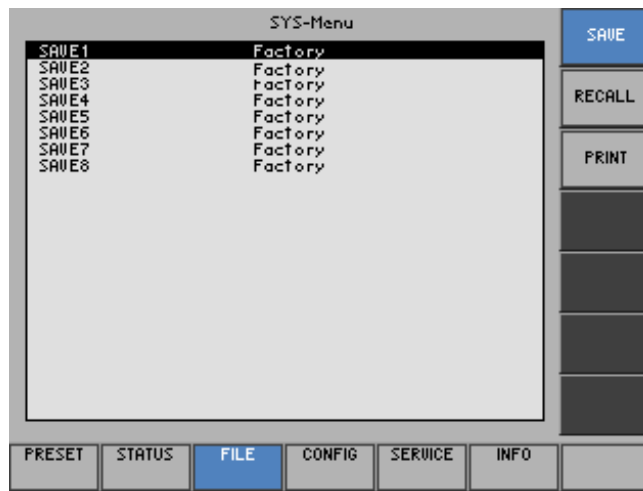 SYS-Menu
SAVE1 Factory
SAVE2 Factory
SAVE3 Factory
SAVE4 Factory
SAVE5 Factory
SAVE6 Factory
SAVE7 Factory
SAVE8 Factory
SAVE
RECALL
PRINT
PRESET STATUS FILE CONFIG SERVICE INFO